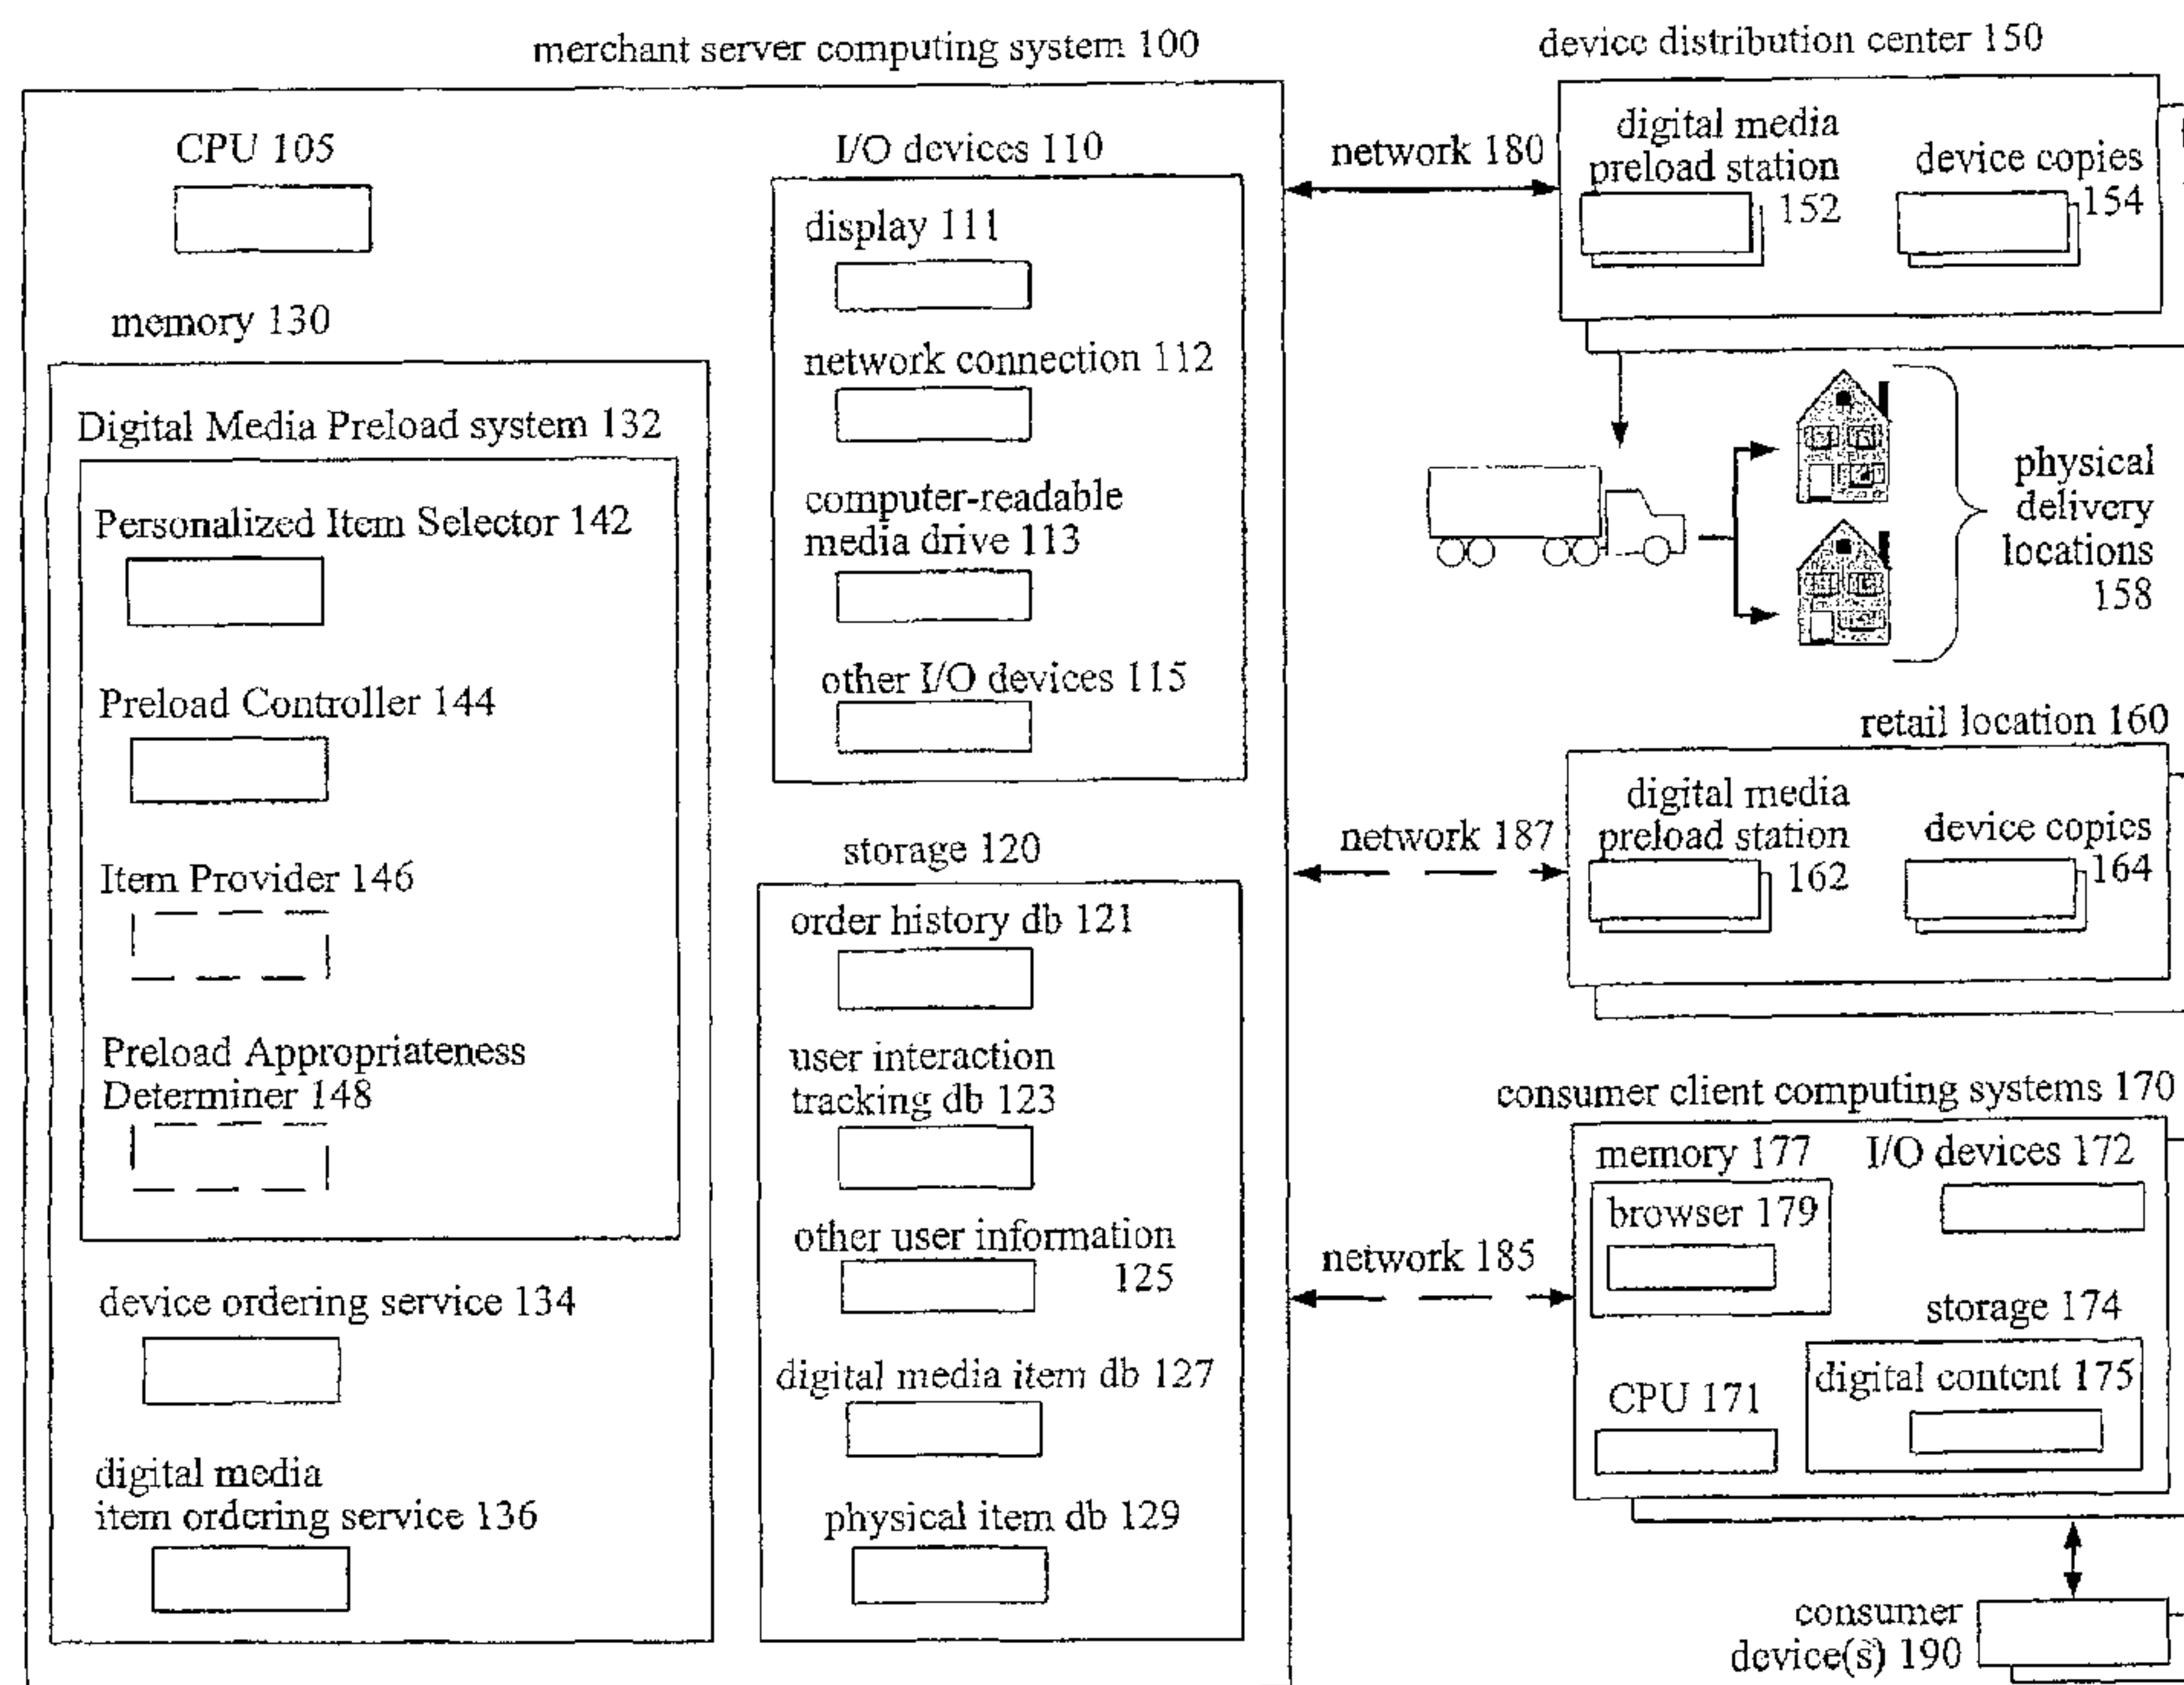 merchant server computing system 100
CPU 105
memory 130
Digital Media Preload system 132
Personalized Item Selector 142
Preload Controller 144
Item Provider 146
Preload Appropriateness
Determiner 148
device ordering service 134
digital media
item ordering service 136
I/O devices 110
display 111
network connection 112
computer-readable
media drive 113
other I/O devices 115
storage 120
order history db 121
user interaction
tracking db 123
other user information
125
digital media item db 127
physical item db 129
network 180
network 187
network 185
device distribution center 150
digital media
preload station
152
device copies
154
physical
delivery
locations
158
retail location 160
digital media
preload station
162
device copies
164
consumer client computing systems 170
memory 177
browser 179
I/O devices 172
storage 174
digital content 175
CPU 171
consumer
device(s) 190